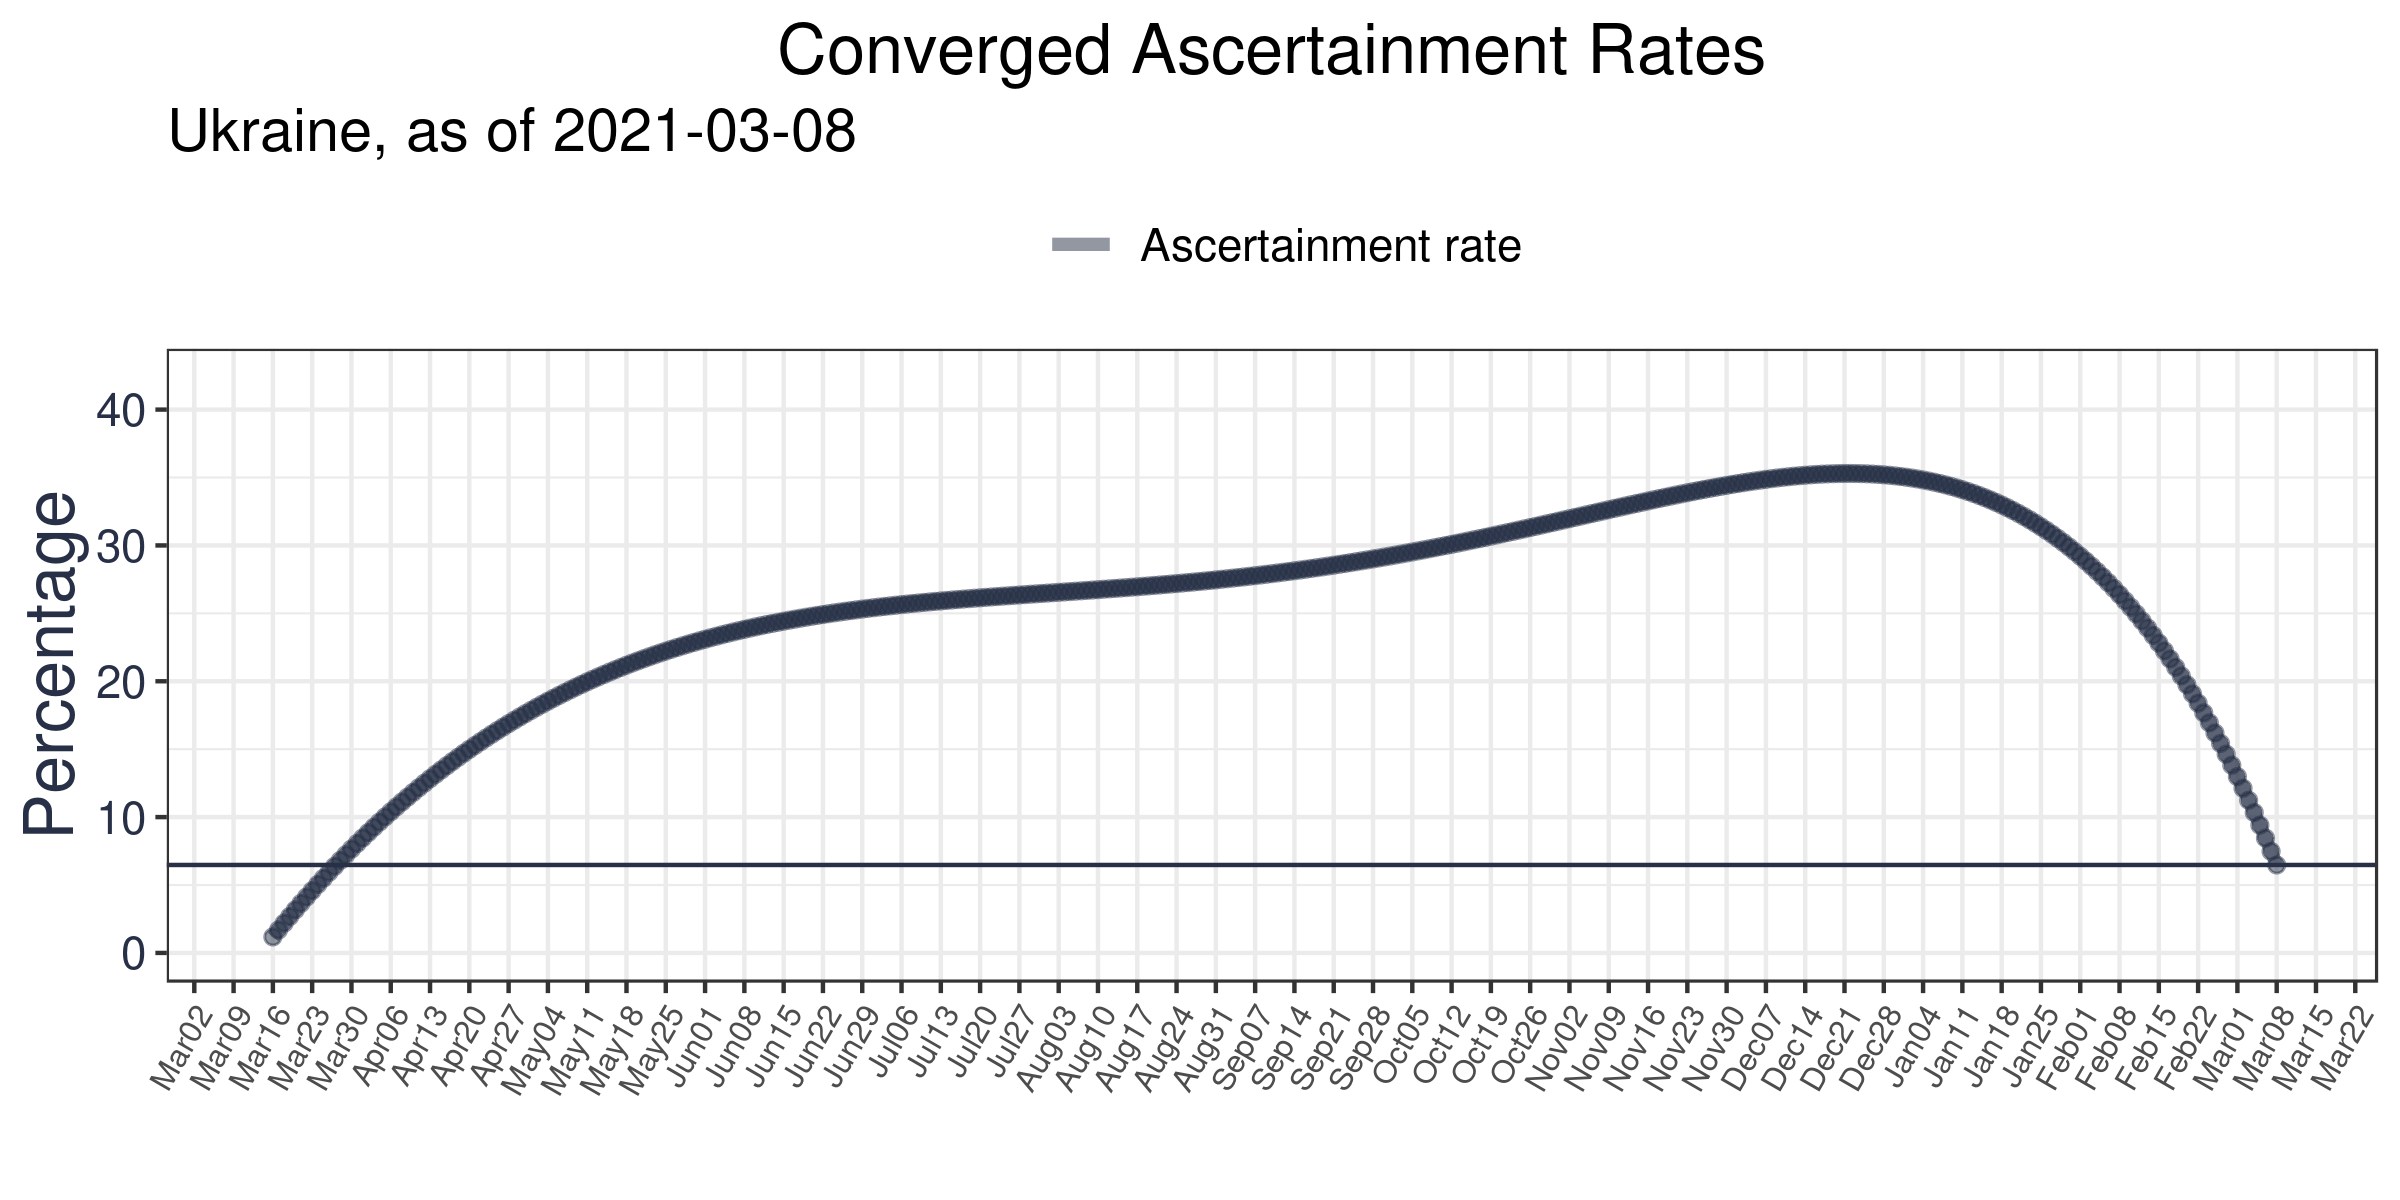 Converged Ascertainment Rates
Ukraine, as of 2021-03-08
Ascertainment rate
Percentage
40
30
20
10
0
Mar02 Mar09 Mar16 Mar23 Mar30 Apr06 Apr13 Apr20 Apr27 May04 May11 May18 May25 Jun01 Jun08 Jun15 Jun22 Jun29 Jul06 Jul13 Jul20 Jul27 Aug03 Aug10 Aug17 Aug24 Aug31 Sep07 Sep14 Sep21 Sep28 Oct05 Oct12 Oct19 Oct26 Nov02 Nov09 Nov16 Nov23 Nov30 Dec07 Dec14 Dec21 Dec28 Jan04 Jan11 Jan18 Jan25 Feb01 Feb08 Feb15 Feb22 Mar01 Mar08 Mar15 Mar22